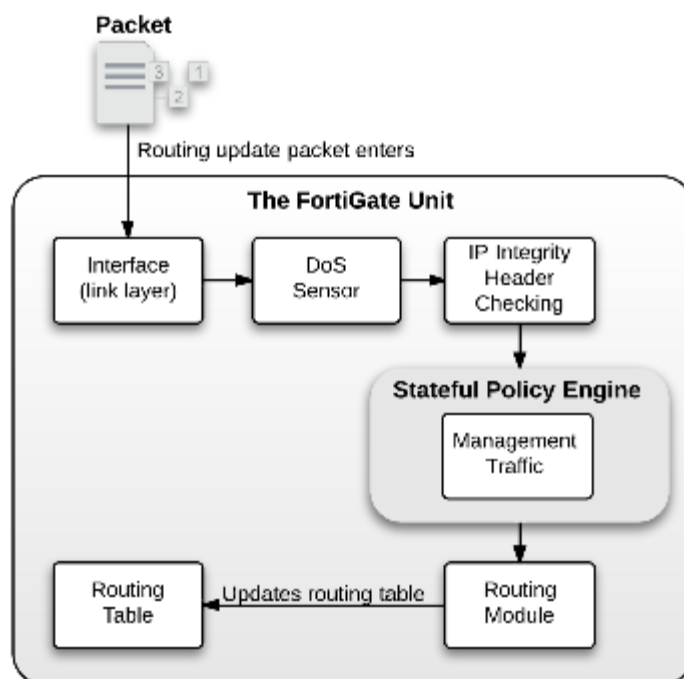 Packet
3
1
2
Routing update packet enters
The FortiGate Unit
Interface
(link layer)
DoS
Sensor
IP Integrity
Header
Checking
Stateful Policy Engine
Management
Traffic
Routing
Table
Updates routing table
Routing
Module